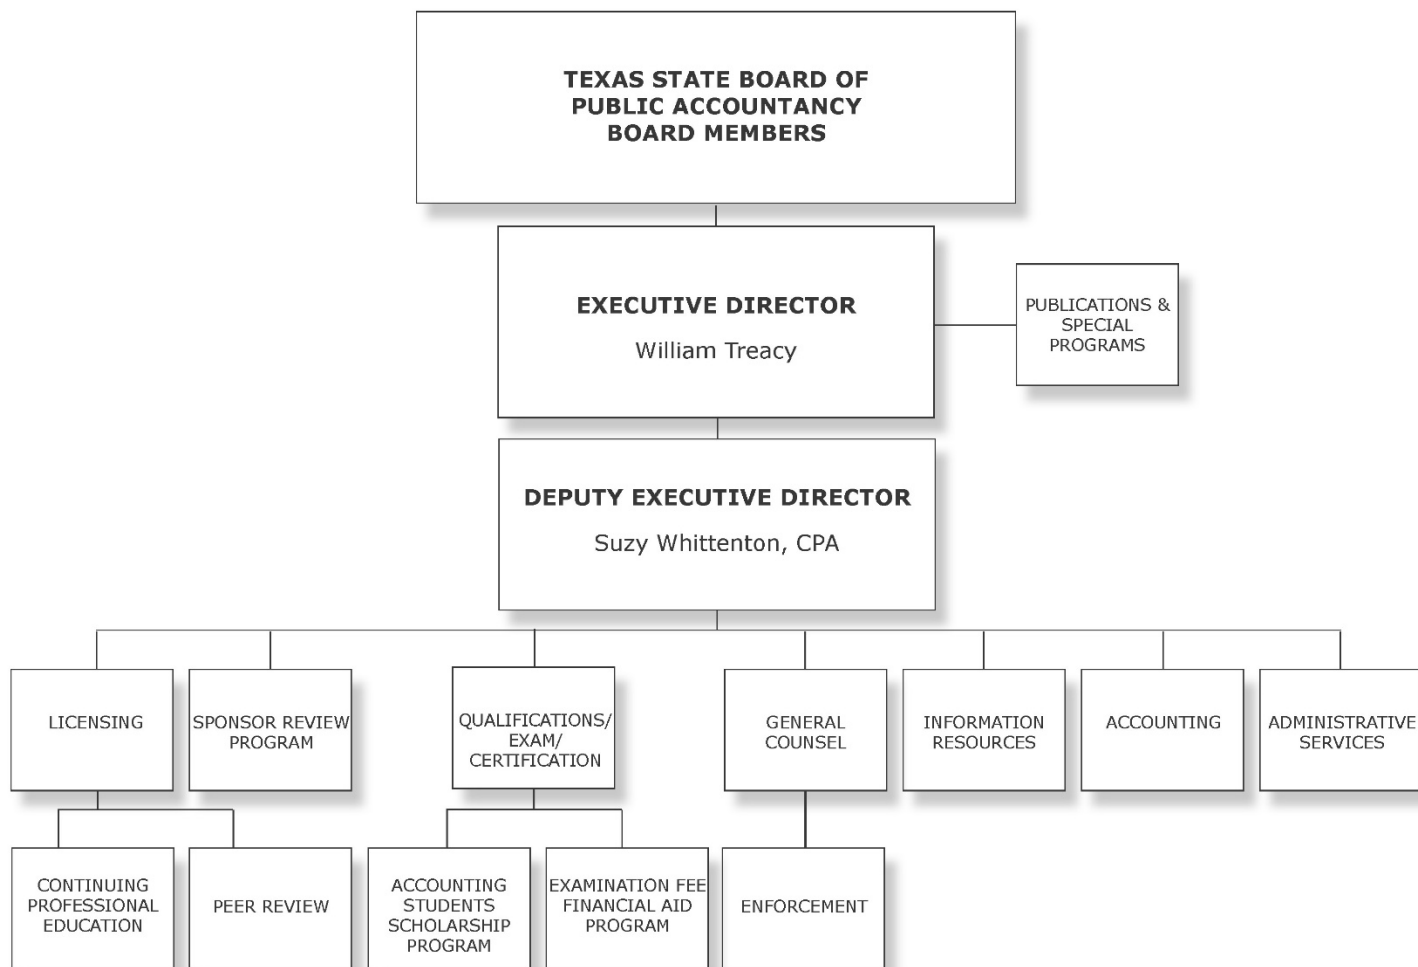 TEXAS STATE BOARD OF
PUBLIC ACCOUNTANCY
BOARD MEMBERS
EXECUTIVE DIRECTOR
William Treacy
PUBLICATIONS &
SPECIAL
PROGRAMS
DEPUTY EXECUTIVE DIRECTOR
Suzy Whittenton, CPA
LICENSING
SPONSOR REVIEW
PROGRAM
QUALIFICATIONS/
EXAM/
CERTIFICATION
GENERAL
COUNSEL
INFORMATION
RESOURCES
ACCOUNTING
ADMINISTRATIVE
SERVICES
CONTINUING
PROFESSIONAL
EDUCATION
PEER REVIEW
ACCOUNTING
STUDENTS
SCHOLARSHIP
PROGRAM
EXAMINATION FEE
FINANCIAL AID
PROGRAM
ENFORCEMENT